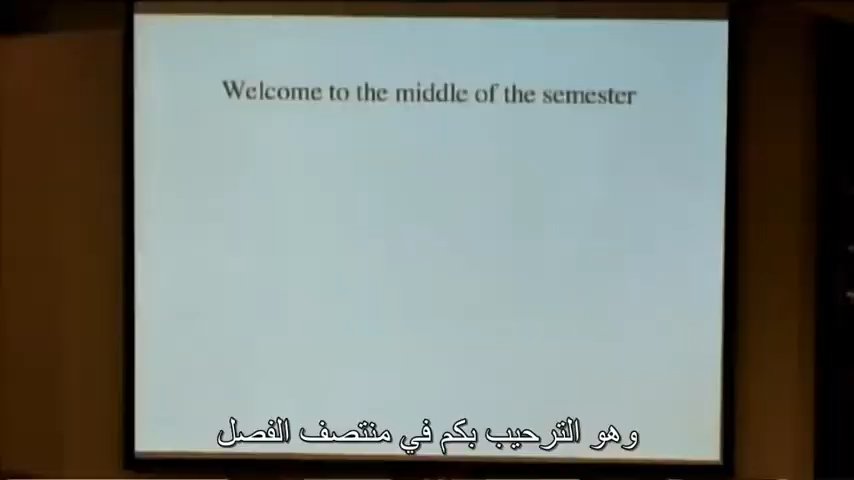 Welcome to the middle of the semester
وهو الترحيب بكم في منتصف الفصل